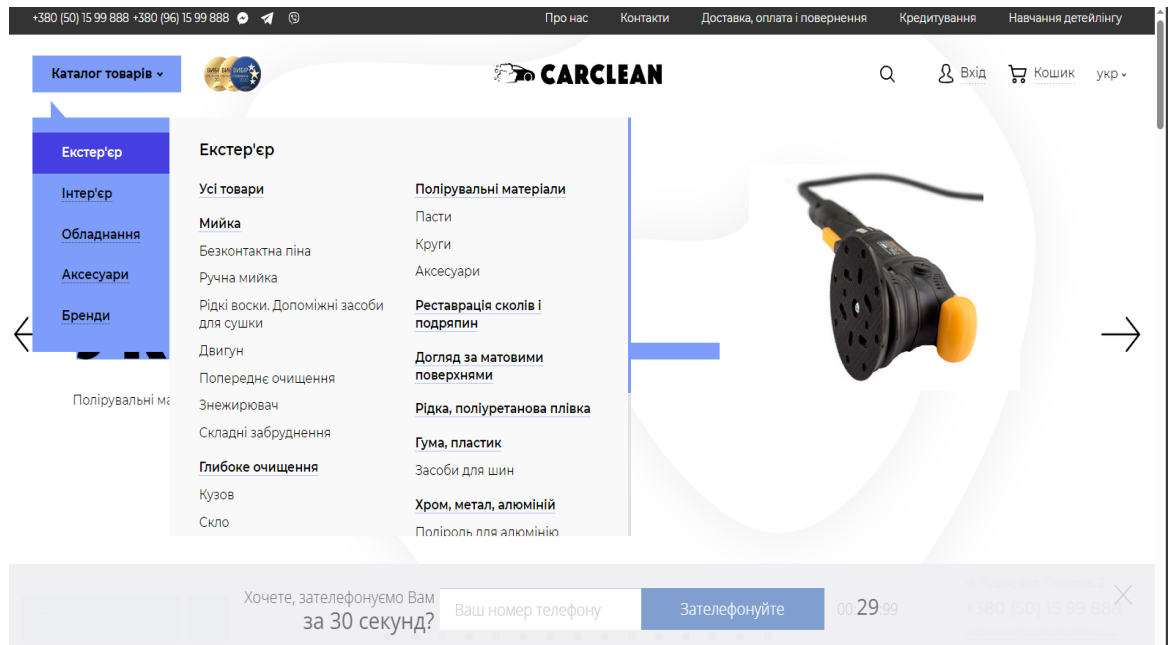 +380 (50) 15 99 888 +380 (96) 15 99 888
Про нас
Контакти
Доставка, оплата і повернення
Кредитування
Навчання детейлінгу
Каталог товарів
CARCLEAN
Вхід
Кошик
укр
Екстер'єр
Інтер'єр
Обладнання
Аксесуари
Бренди
Екстер'єр
Усі товари
Мийка
Безконтактна піна
Ручна мийка
Рідкі воски. Допоміжні засоби
для сушки
Двигун
Попереднє очищення
Знежирювач
Складні забруднення
Глибоке очищення
Кузов
Скло
Полірувальні матеріали
Пасти
Круги
Аксесуари
Реставрація сколів і
подряпин
Догляд за матовими
поверхнями
Рідка, поліуретанова плівка
Гума, пластик
Засоби для шин
Хром, метал, алюміній
Поліроль для алюмінію
Полірувальні
Хочете, зателефонуємо Вам
за 30 секунд?
Ваш номер телефону
Зателефонуйте
00:29:99
+380 (50) 15 99 888